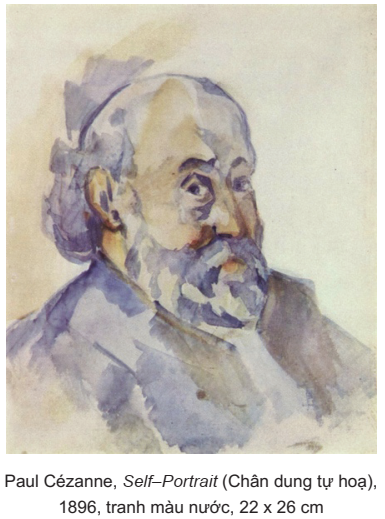 Paul Cézanne, Self–Portrait (Chân dung tự hoạ),
1896, tranh màu nước, 22 x 26 cm